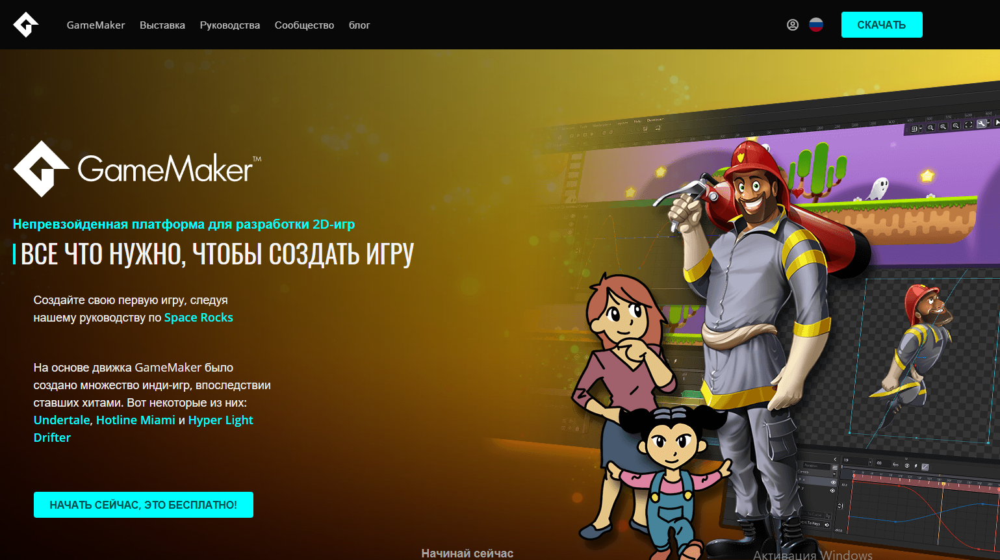 GameMaker Выставка Руководства Сообщество блог
СКАЧАТЬ
GameMaker™
Непревзойденная платформа для разработки 2D-игр
ВСЕ ЧТО НУЖНО, ЧТОБЫ СОЗДАТЬ ИГРУ
Создайте свою первую игру, следуя
нашему руководству по Space Rocks
На основе движка GameMaker было
создано множество инди-игр, впоследствии
ставших хитами. Вот некоторые из них:
Undertale, Hotline Miami и Hyper Light
Drifter
НАЧАТЬ СЕЙЧАС, ЭТО БЕСПЛАТНО!
19 60 fps
Начинай сейчас
Активация Windows